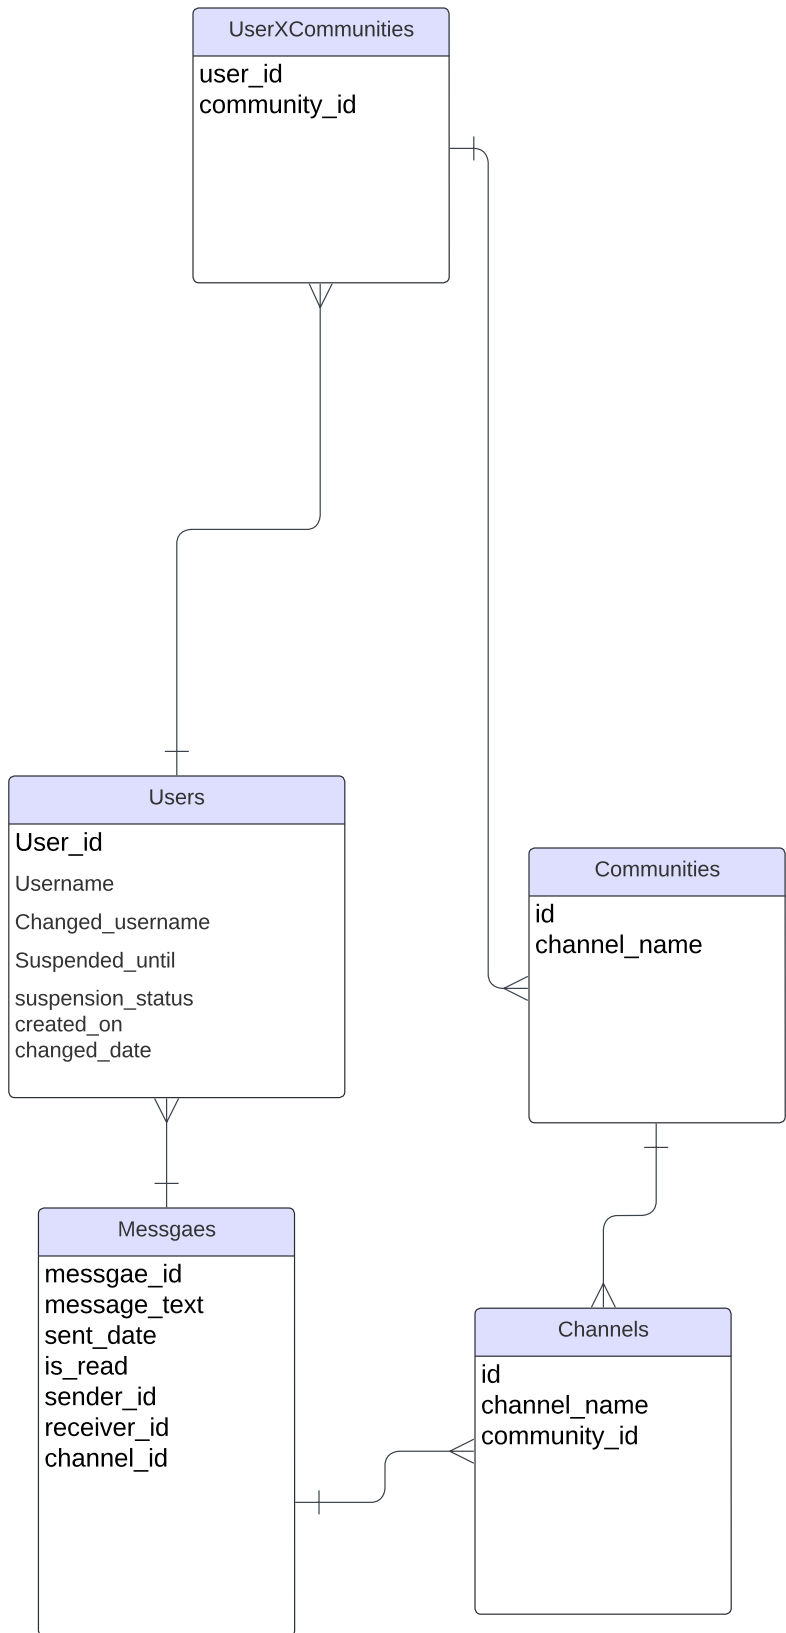 UserXCommunities
user_id
community_id
Users
User_id
Username
Changed_username
Suspended_until
suspension_status
created_on
changed_date
Communities
id
channel_name
Messgaes
messgae_id
message_text
sent_date
is_read
sender_id
receiver_id
channel_id
Channels
id
channel_name
community_id